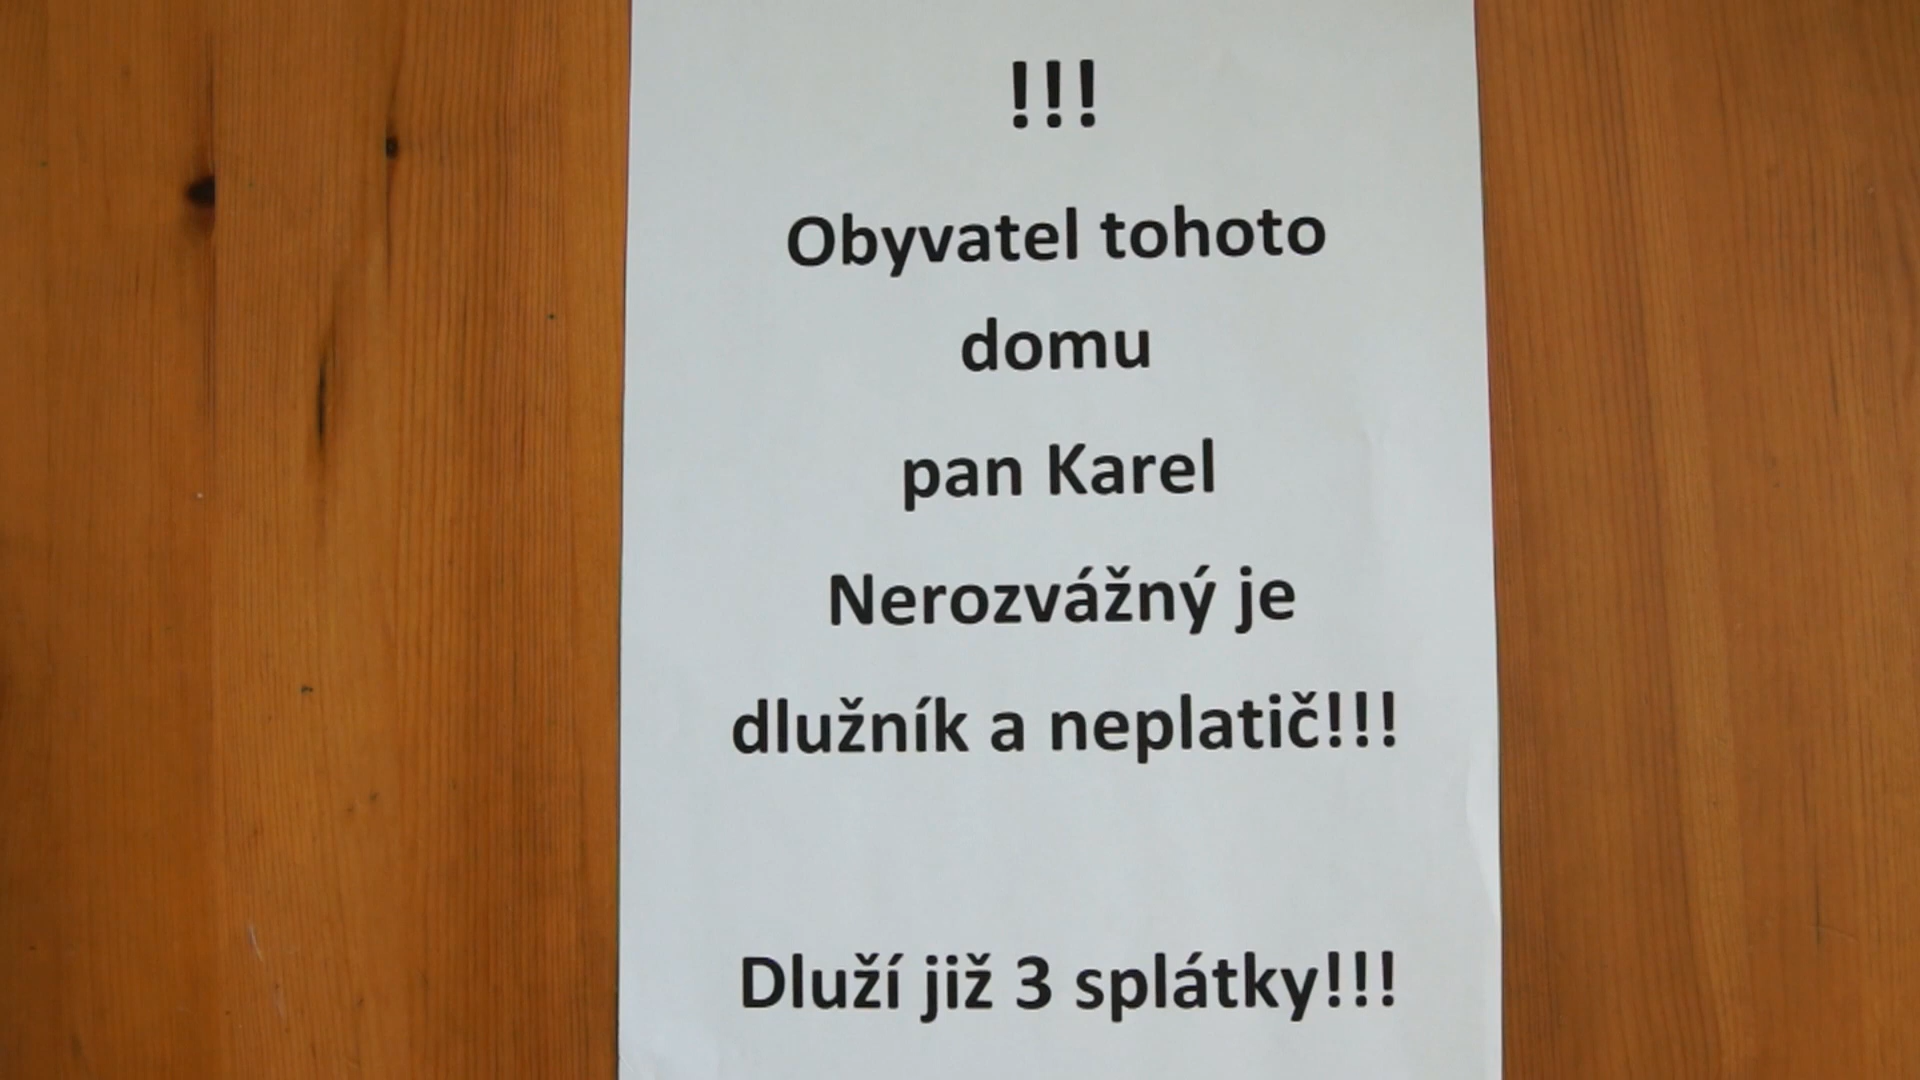 !!!
Obyvatel tohoto
domu
pan Karel
Nerozvážný je
dlužník a neplatič!!!
Dluží již 3 splátky!!!